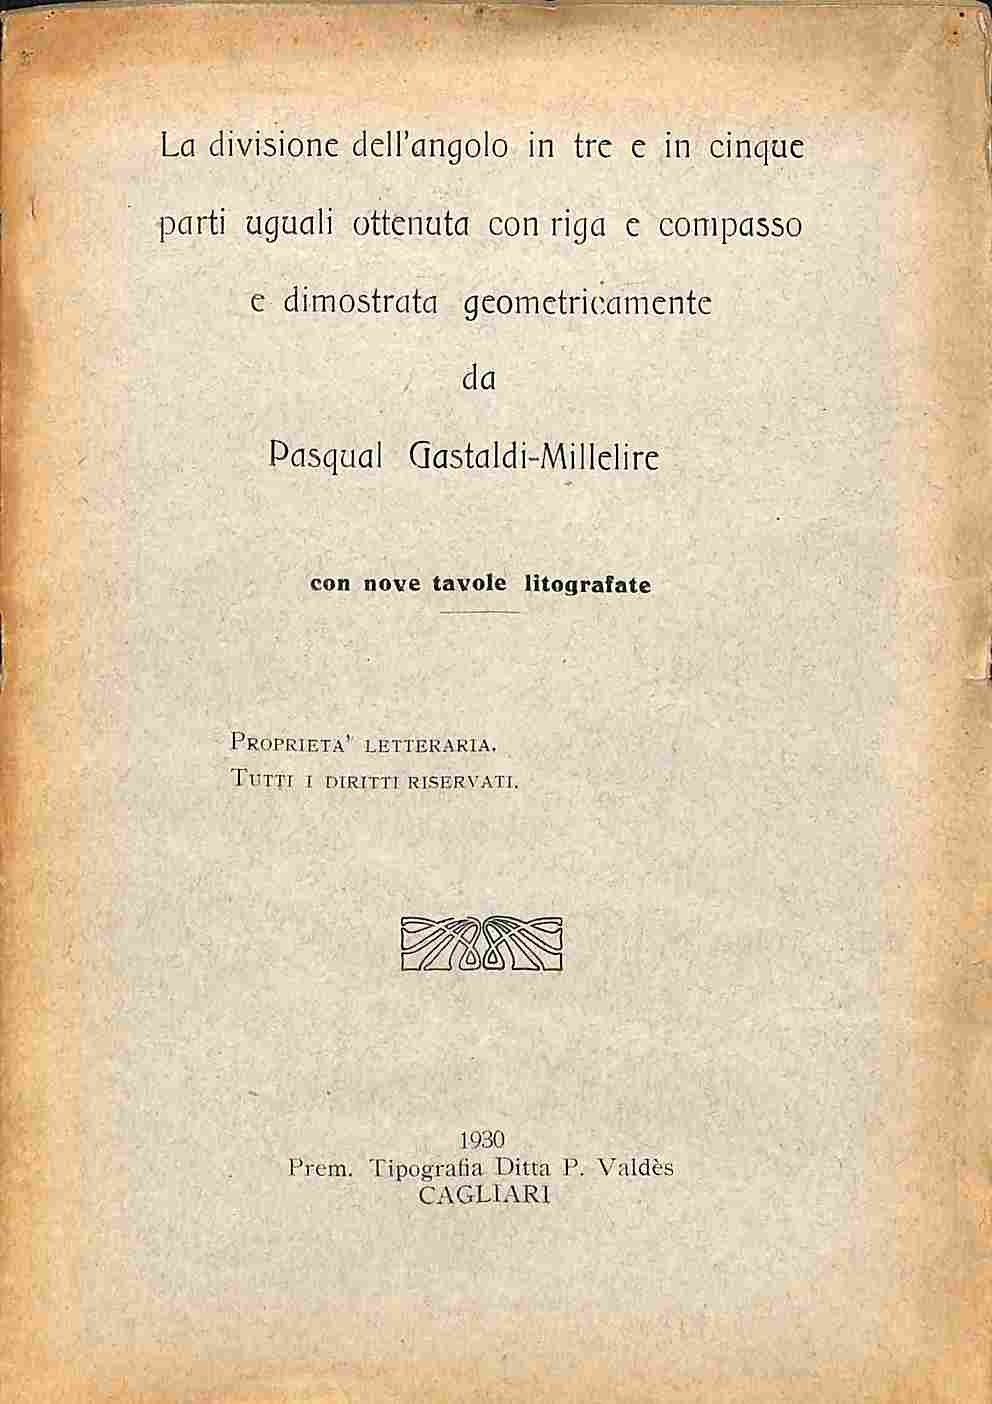 La divisione dell'angolo in tre e in cinque
parti uguali ottenuta con riga e compasso
e dimostrata geometricamente
da
Pasqual Gastaldi-Millelire
con nove tavole litografate
PROPRIETA' LETTERARIA.
TUTTI I DIRITTI RISERVATI.
1930
Prem. Tipografia Ditta P. Valdès
CAGLIARI